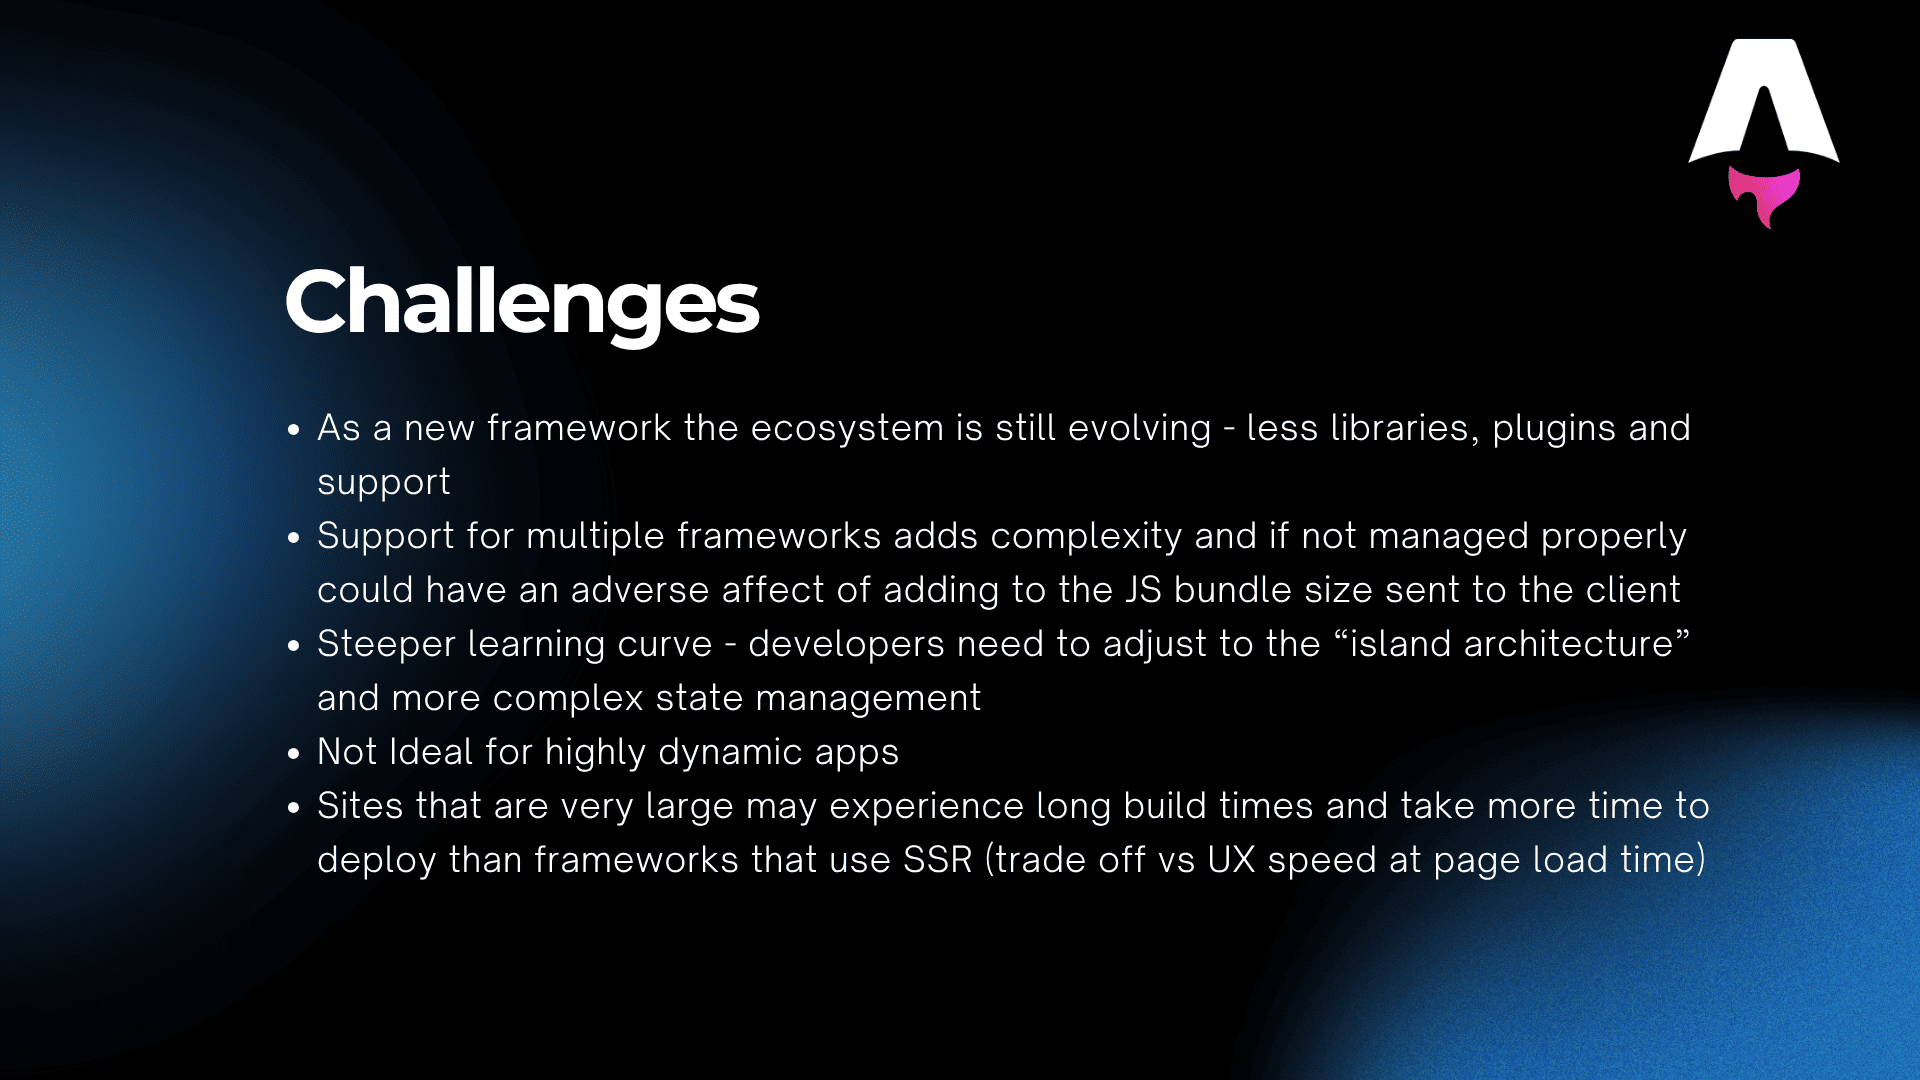 Challenges
• As a new framework the ecosystem is still evolving - less libraries, plugins and
support
• Support for multiple frameworks adds complexity and if not managed properly
could have an adverse affect of adding to the JS bundle size sent to the client
• Steeper learning curve - developers need to adjust to the “island architecture”
and more complex state management
• Not Ideal for highly dynamic apps
• Sites that are very large may experience long build times and take more time to
deploy than frameworks that use SSR (trade off vs UX speed at page load time)